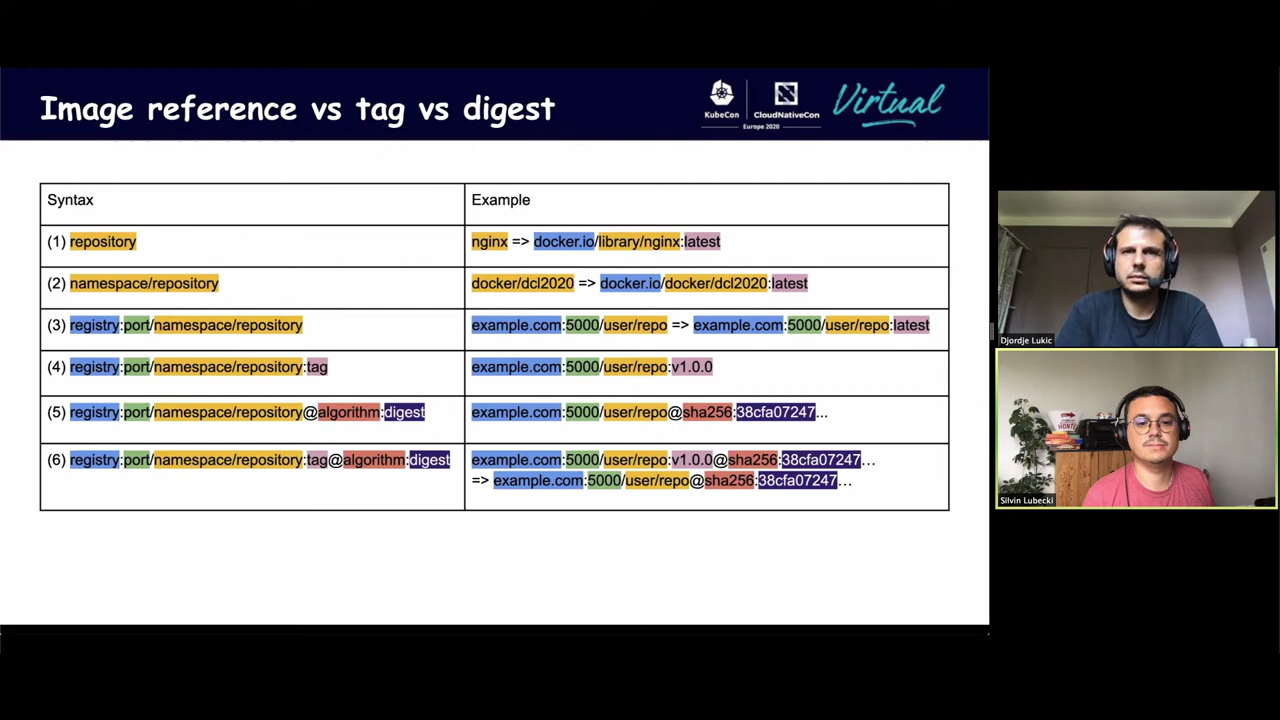 Image reference vs tag vs digest
KubeCon
CloudNativeCon
Europe 2020
Virtual
Syntax
Example
(1) repository
nginx => docker.io/library/nginx:latest
(2) namespace/repository
docker/dcl2020 => docker.io/docker/dcl2020:latest
(3) registry:port/namespace/repository
example.com:5000/user/repo => example.com:5000/user/repo:latest
(4) registry:port/namespace/repository:tag
example.com:5000/user/repo:v1.0.0
(5) registry:port/namespace/repository@algorithm:digest
example.com:5000/user/repo@sha256:38cfa07247...
(6) registry:port/namespace/repository:tag@algorithm:digest
example.com:5000/user/repo:v1.0.0@sha256:38cfa07247...
=> example.com:5000/user/repo@sha256:38cfa07247...
Djordje Lukic
Silvin Lubecki